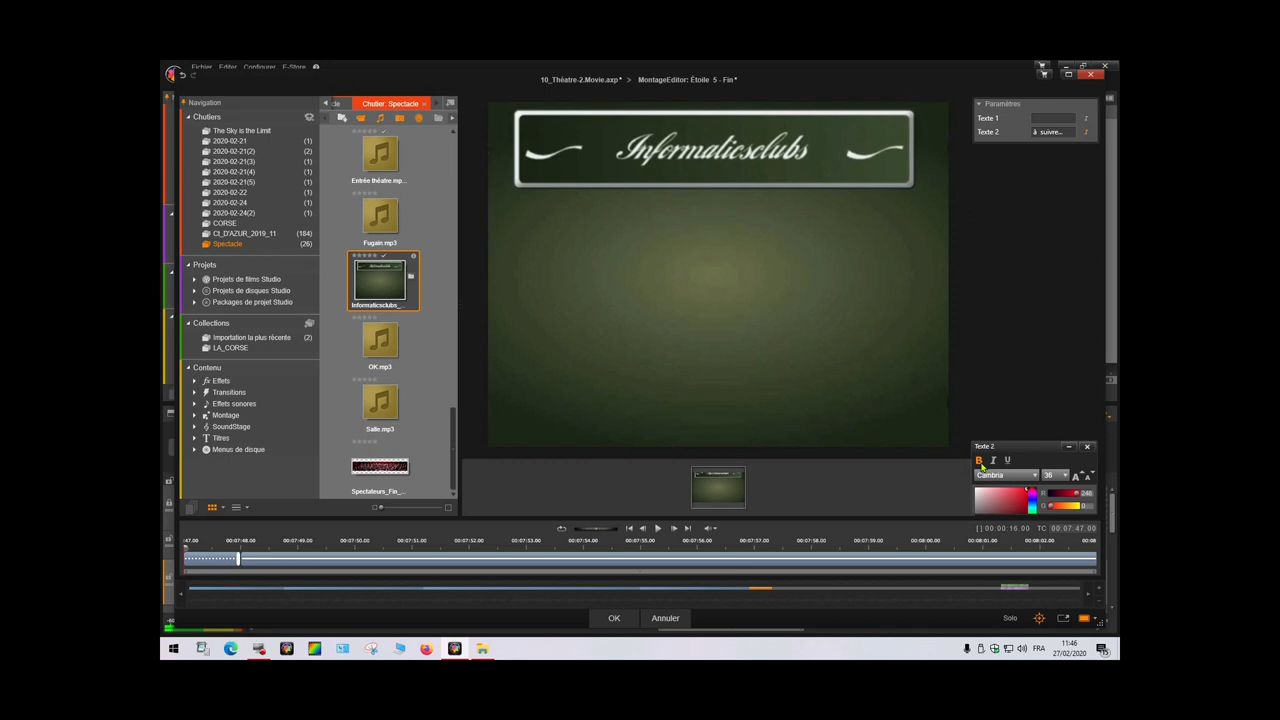 Fichier Editer Configurer E-Store
10_Théatre-2.Movie.axp* > MontageEditor: Étoile 5 - Fin*
Navigation
Chutiers
The Sky is the Limit
2020-02-21 (1)
2020-02-21(2) (1)
2020-02-21(3) (1)
2020-02-21(4) (1)
2020-02-21(5) (1)
2020-02-22 (1)
2020-02-24 (1)
2020-02-24(2) (1)
CORSE
Ct_D'AZUR_2019_11 (184)
Spectacle (26)
Projets
Projets de films Studio
Projets de disques Studio
Packages de projet Studio
Collections
Importation la plus récente (2)
LA_CORSE
Contenu
Effets
Transitions
Effets sonores
Montage
SoundStage
Titres
Menus de disque
de Chutier: Spectacle
Entrée théatre.mp...
Fugain.mp3
Informaticsclubs_...
OK.mp3
Salle.mp3
Spectateurs_Fin_...
Informaticsclubs
Paramètres
Texte 1
Texte 2 à suivre...
Texte 2
B I U
Cambria 36 A A
R 246
G 0
[ ] 00:00:16.00 TC 00:07:47.00
:47.00 00:07:48.00 00:07:49.00 00:07:50.00 00:07:51.00 00:07:52.00 00:07:53.00 00:07:54.00 00:07:55.00 00:07:56.00 00:07:57.00 00:07:58.00 00:07:59.00 00:08:00.00 00:08:01.00 00:08:02.00 00:08
OK Annuler Solo
-60
FRA
11:46
27/02/2020